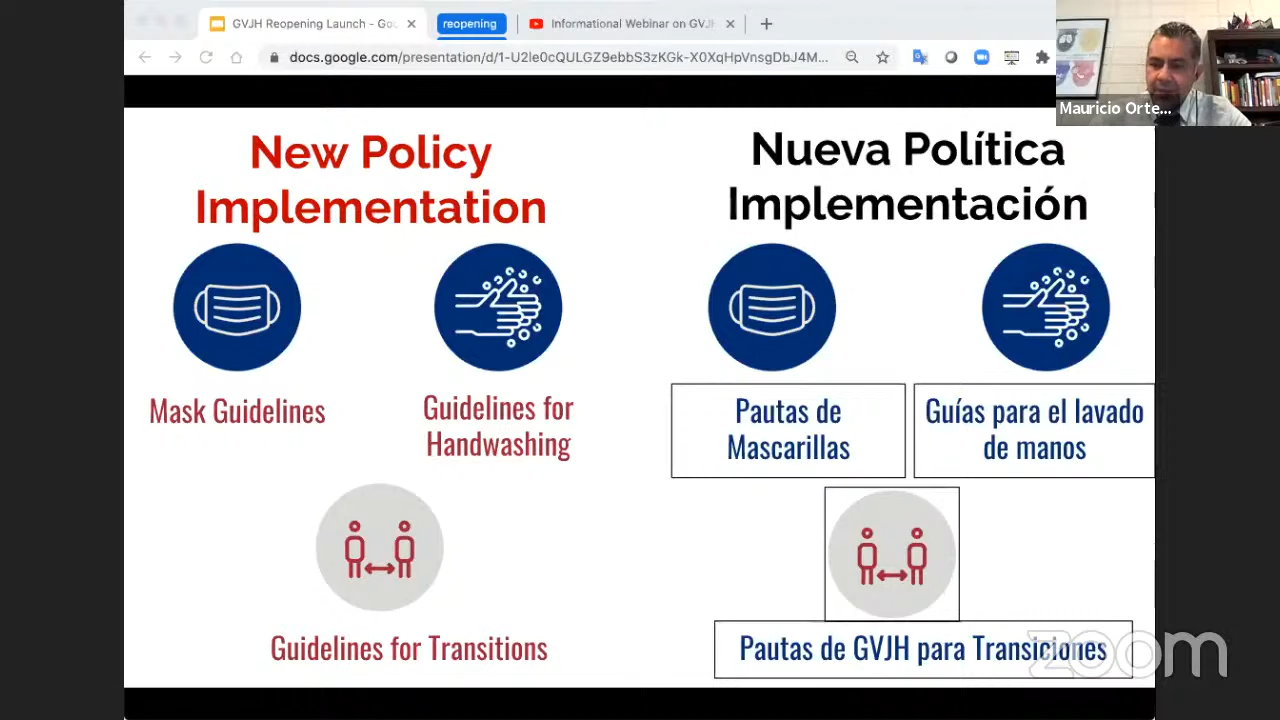 GVJH Reopening Launch - Go
reopening
Informational Webinar on GVJ
docs.google.com/presentation/d/1-U2le0cQULGZ9ebbS3zKGk-X0XqHpVnsgDbJ4M...
Mauricio Orte...
New Policy
Implementation
Mask Guidelines
Guidelines for
Handwashing
Guidelines for Transitions
Nueva Política
Implementación
Pautas de
Mascarillas
Guías para el lavado
de manos
Pautas de GVJH para Transiciones
zoom